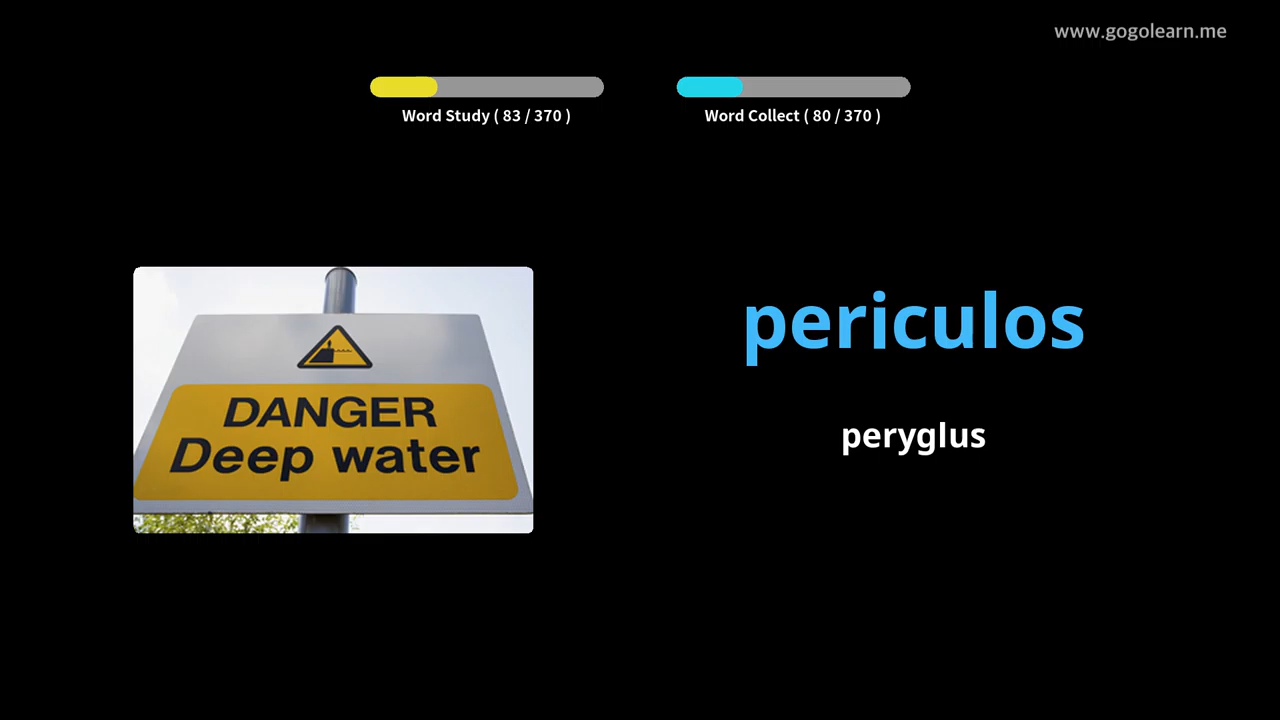 www.gogolearn.me
Word Study ( 83 / 370 )
Word Collect ( 80 / 370 )
DANGER
Deep water
periculos
peryglus